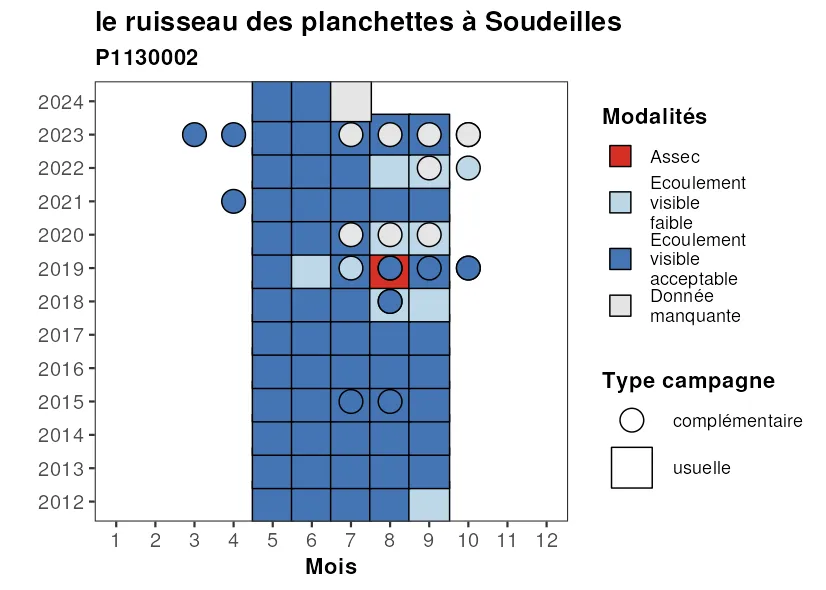 le ruisseau des planchettes à Soudeilles
P1130002
2024
2023
2022
2021
2020
2019
2018
2017
2016
2015
2014
2013
2012
1 2 3 4 5 6 7 8 9 10 11 12
Mois
Modalités
Assec
Ecoulement
visible
faible
Ecoulement
visible
acceptable
Donnée
manquante
Type campagne
complémentaire
usuelle